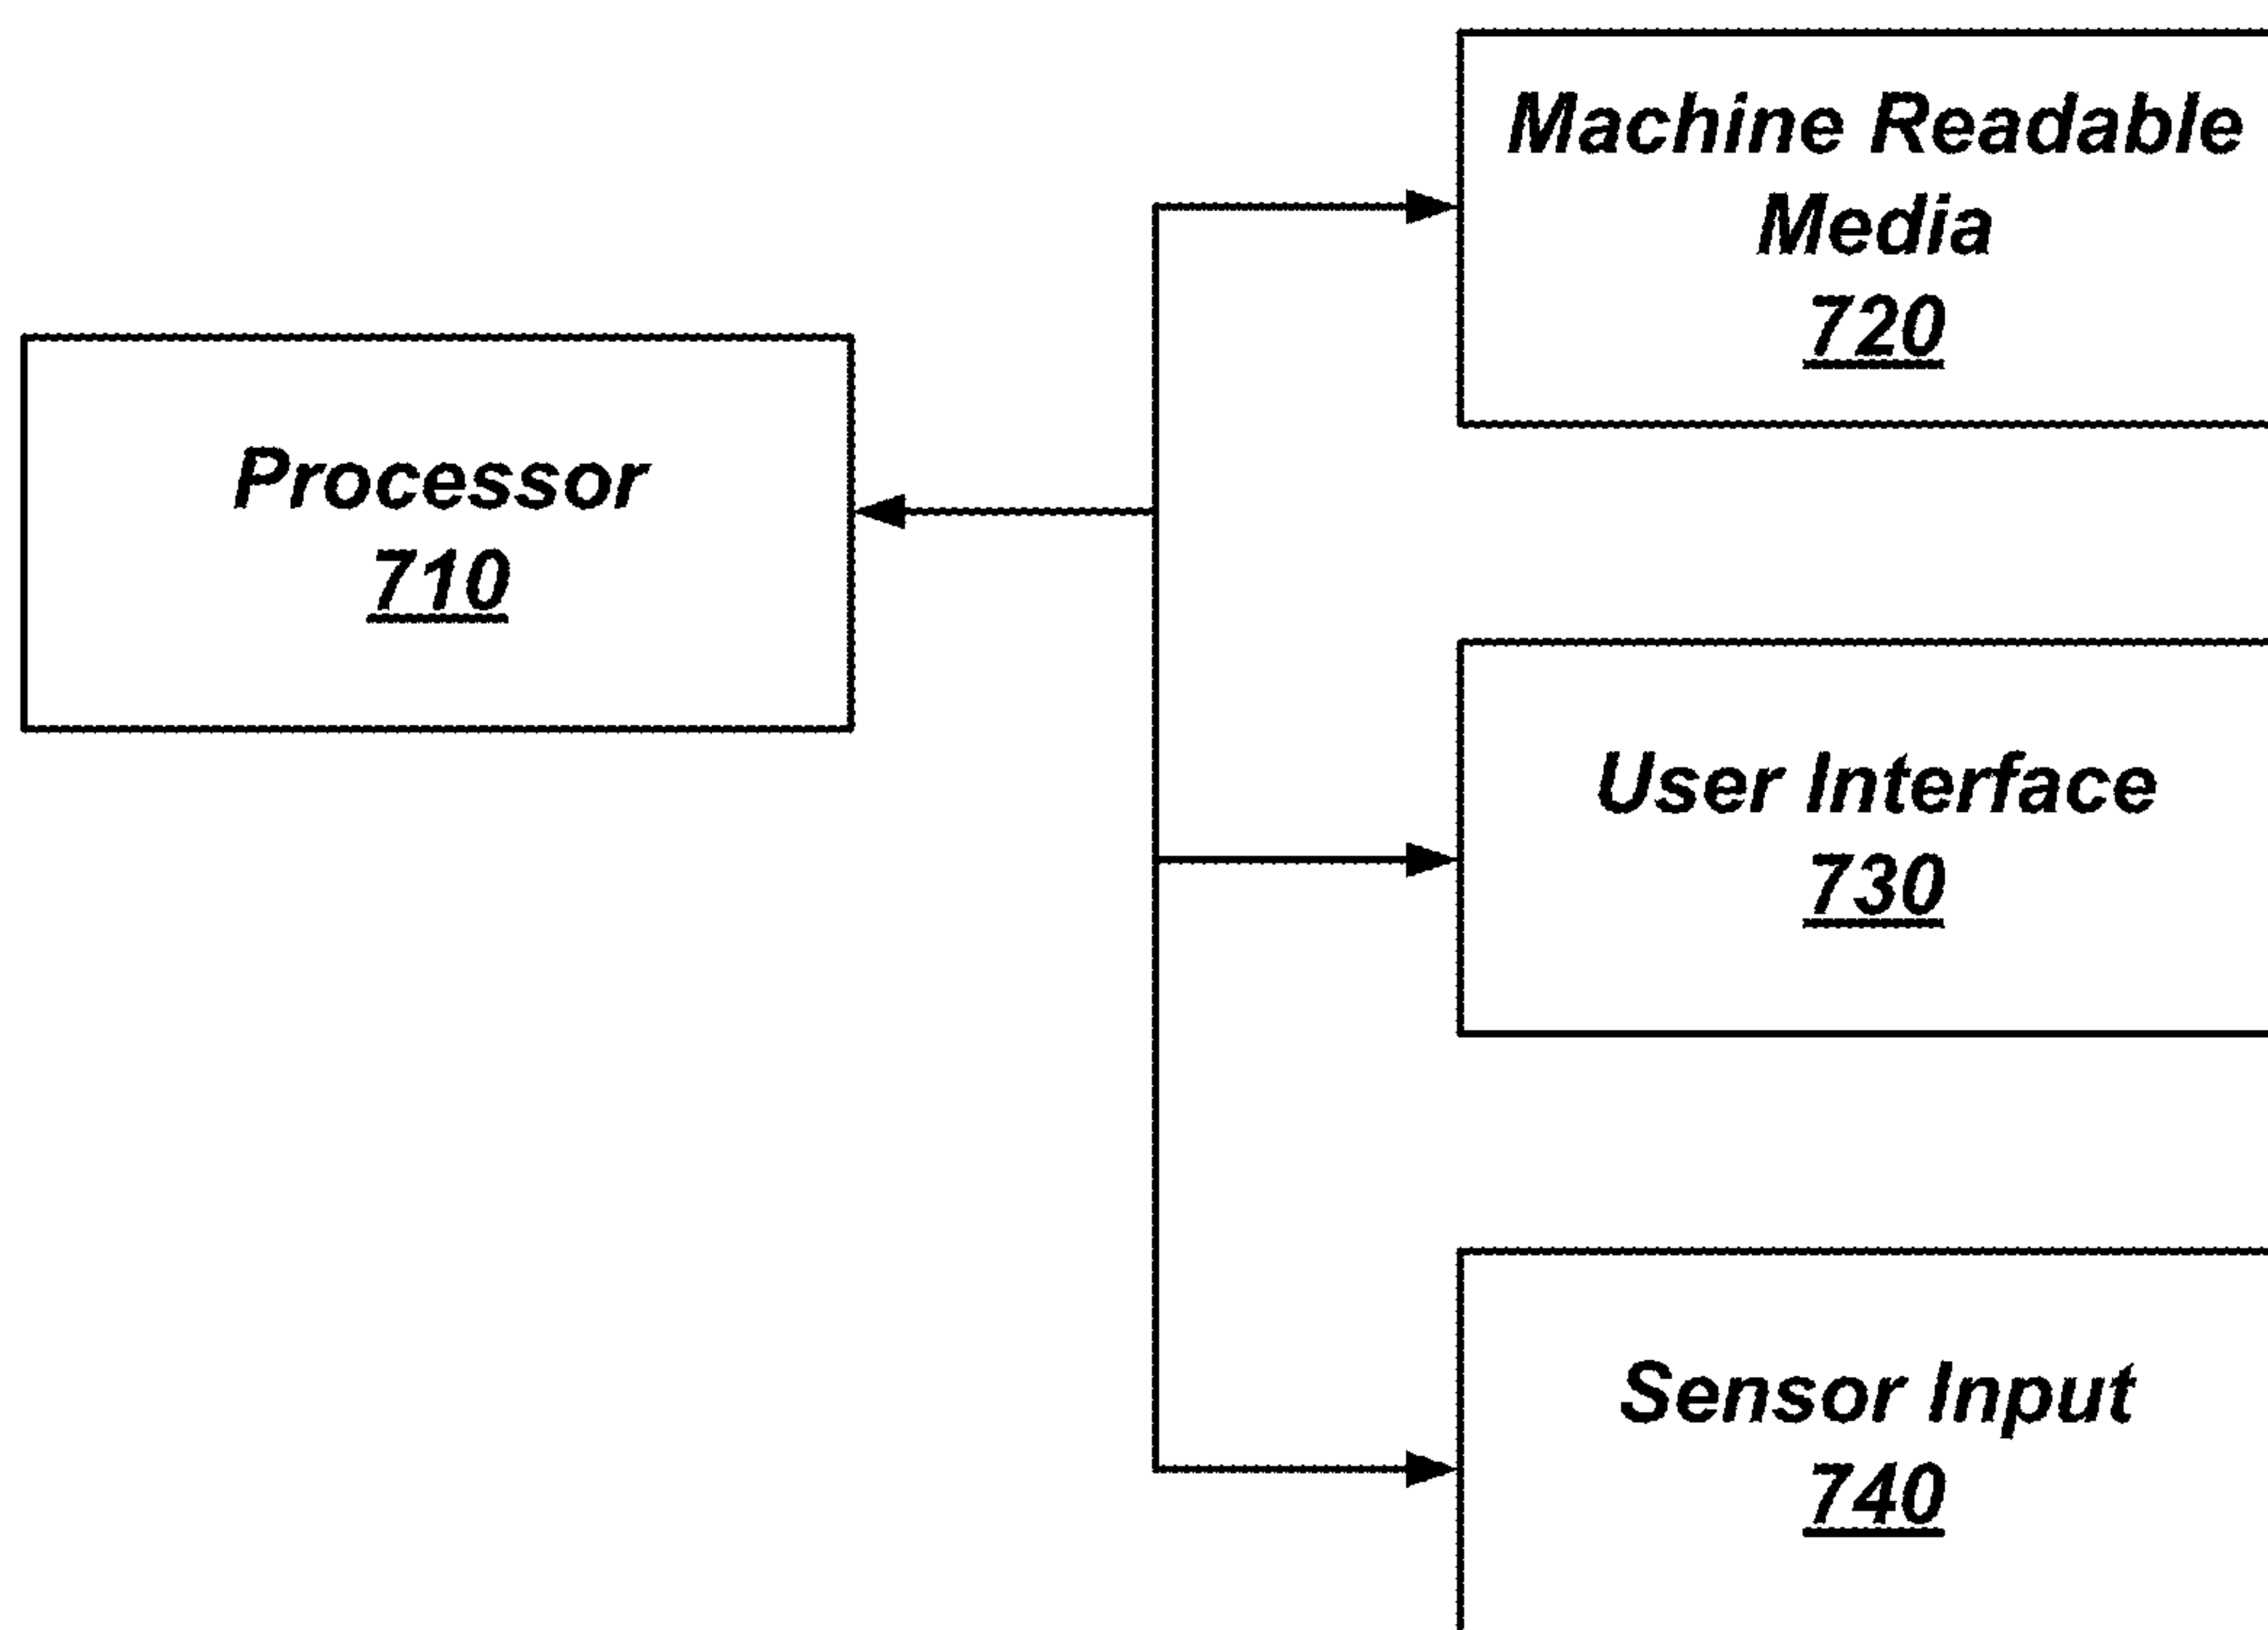 Machine Readable
Media
720
Processor
710
User Interface
730
Sensor Input
740